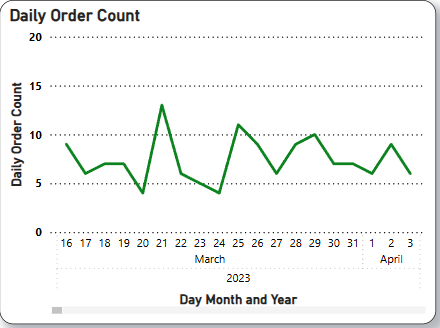 Daily Order Count
20
15
10
5
0
Daily Order Count
16 17 18 19 20 21 22 23 24 25 26 27 28 29 30 31 1 2 3
March April
2023
Day Month and Year